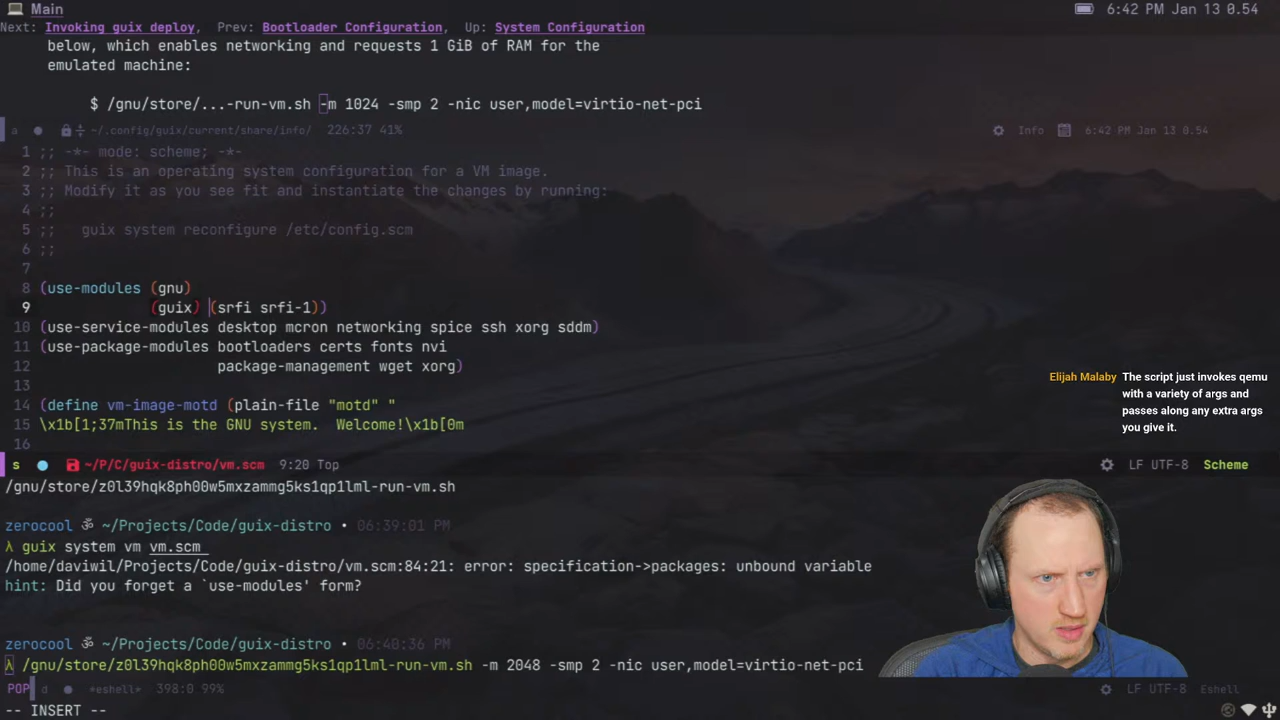 Main
6:42 PM Jan 13 0.54
Next: Invoking guix deploy, Prev: Bootloader Configuration, Up: System Configuration
below, which enables networking and requests 1 GiB of RAM for the
emulated machine:
$ /gnu/store/...-run-vm.sh -m 1024 -smp 2 -nic user,model=virtio-net-pci
a ~/.config/guix/current/share/info/ 226:37 41% Info 6:42 PM Jan 13 0.54
1 ;; -*- mode: scheme; -*-
2 ;; This is an operating system configuration for a VM image.
3 ;; Modify it as you see fit and instantiate the changes by running:
4 ;;
5 ;;   guix system reconfigure /etc/config.scm
6 ;;
7
8 (use-modules (gnu)
9 (guix) (srfi srfi-1))
10 (use-service-modules desktop mcron networking spice ssh xorg sddm)
11 (use-package-modules bootloaders certs fonts nvi
12 package-management wget xorg)
13
14 (define vm-image-motd (plain-file "motd" "
15 \x1b[1;37mThis is the GNU system.  Welcome!\x1b[0m
16
Elijah Malaby The script just invokes qemu
with a variety of args and
passes along any extra args
you give it.
s ~/P/C/guix-distro/vm.scm 9:20 Top LF UTF-8 Scheme
/gnu/store/z0l39hqk8ph00w5mxzammg5ks1qp1lml-run-vm.sh
zerocool ॐ ~/Projects/Code/guix-distro • 06:39:01 PM
λ guix system vm vm.scm
/home/daviwil/Projects/Code/guix-distro/vm.scm:84:21: error: specification->packages: unbound variable
hint: Did you forget a `use-modules' form?
zerocool ॐ ~/Projects/Code/guix-distro • 06:40:36 PM
λ /gnu/store/z0l39hqk8ph00w5mxzammg5ks1qp1lml-run-vm.sh -m 2048 -smp 2 -nic user,model=virtio-net-pci
POP d *eshell* 398:0 99% LF UTF-8 Eshell
-- INSERT --